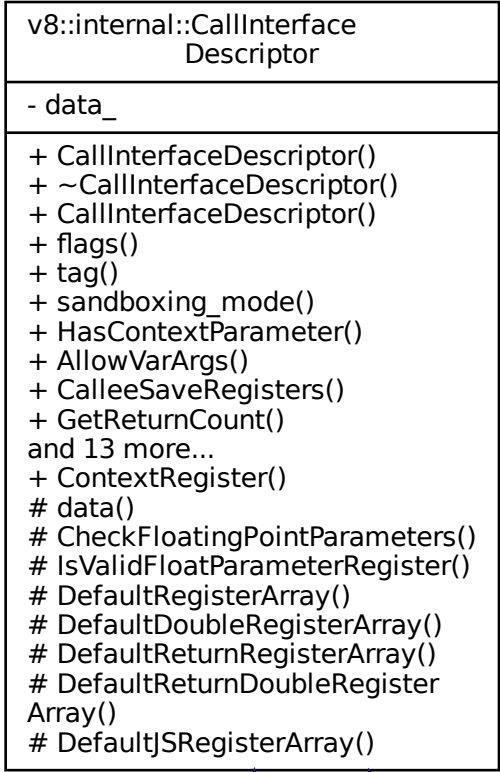 v8::internal::CallInterface
Descriptor
- data_
+ CallInterfaceDescriptor()
+ ~CallInterfaceDescriptor()
+ CallInterfaceDescriptor()
+ flags()
+ tag()
+ sandboxing_mode()
+ HasContextParameter()
+ AllowVarArgs()
+ CalleeSaveRegisters()
+ GetReturnCount()
and 13 more...
+ ContextRegister()
# data()
# CheckFloatingPointParameters()
# IsValidFloatParameterRegister()
# DefaultRegisterArray()
# DefaultDoubleRegisterArray()
# DefaultReturnRegisterArray()
# DefaultReturnDoubleRegister
Array()
# DefaultJSRegisterArray()